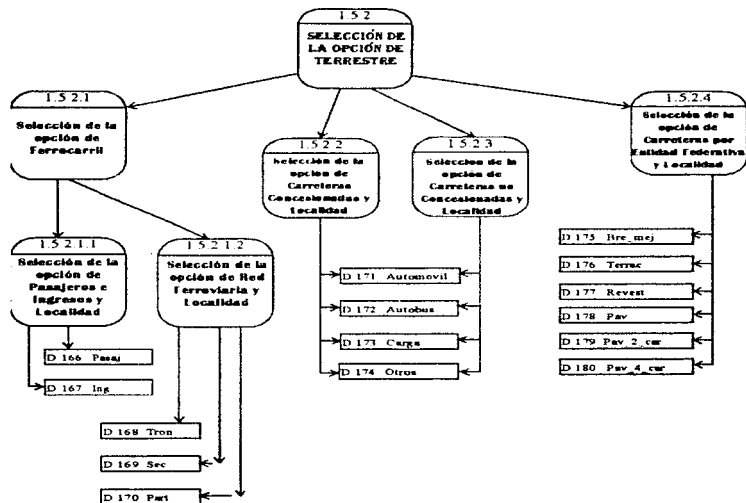 1.5 2
SELECCIÓN DE
LA OPCIÓN DE
TERRESTRE
1.5 2.1
Selección de la
opción de
Ferrocarril
1.5 2 2
Selección de la
opción de
Carreteras
Concesionadas y
Localidad
1.5 2 3
Selección de la
opción de
Carreteras no
Concesionadas y
Localidad
1.5.2.4
Selección de la
opción de
Carreteras por
Entidad Federativa
y Localidad
1.5 2 1.1
Selección de la
opción de
Pasajeros e
Ingresos y
Localidad
1.5 2 1.2
Selección de la
opción de Red
Ferroviaria y
Localidad
D 166 Pasaj
D 167 Ing
D 168 Tron
D 169 Sec
D 170 Part
D 171 Automovil
D 172 Autobus
D 173 Carga
D 174 Otros
D 175 Bre_mej
D 176 Terrac
D 177 Revest
D 178 Pav
D 179 Pav_2_car
D 180 Pav_4_car